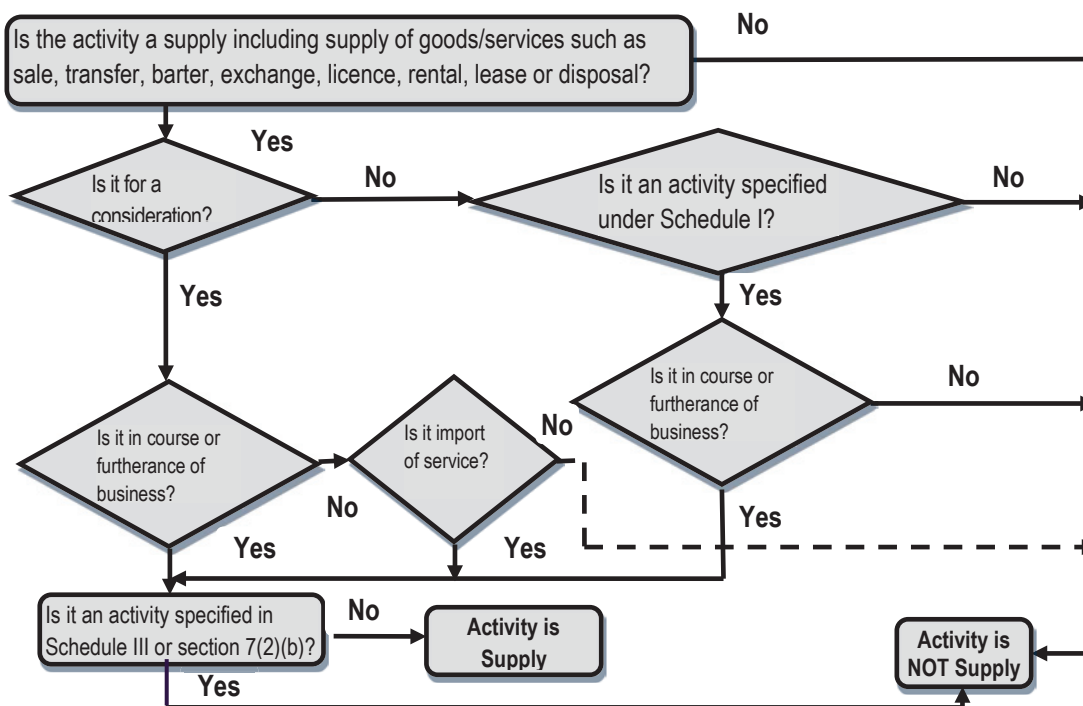 No
Is the activity a supply including supply of goods/services such as
sale, transfer, barter, exchange, licence, rental, lease or disposal?
Yes
Is it for a
consideration?
No
Is it an activity specified
under Schedule I?
No
Yes
Yes
Is it in course or
furtherance of
business?
No
Is it in course or
furtherance of
business?
No
Is it import
of service?
No
Yes
Yes
Yes
Is it an activity specified in
Schedule III or section 7(2)(b)?
No
Activity is
Supply
Activity is
NOT Supply
Yes